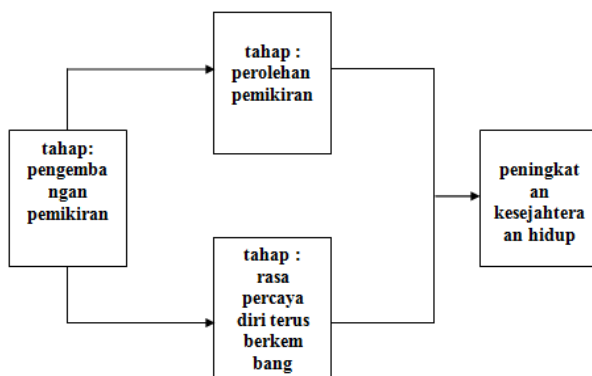 tahap :
perolehan
pemikiran
tahap:
pengemba
ngan
pemikiran
peningkat
an
kesejahtera
an hidup
tahap :
rasa
percaya
diri terus
berkem
bang